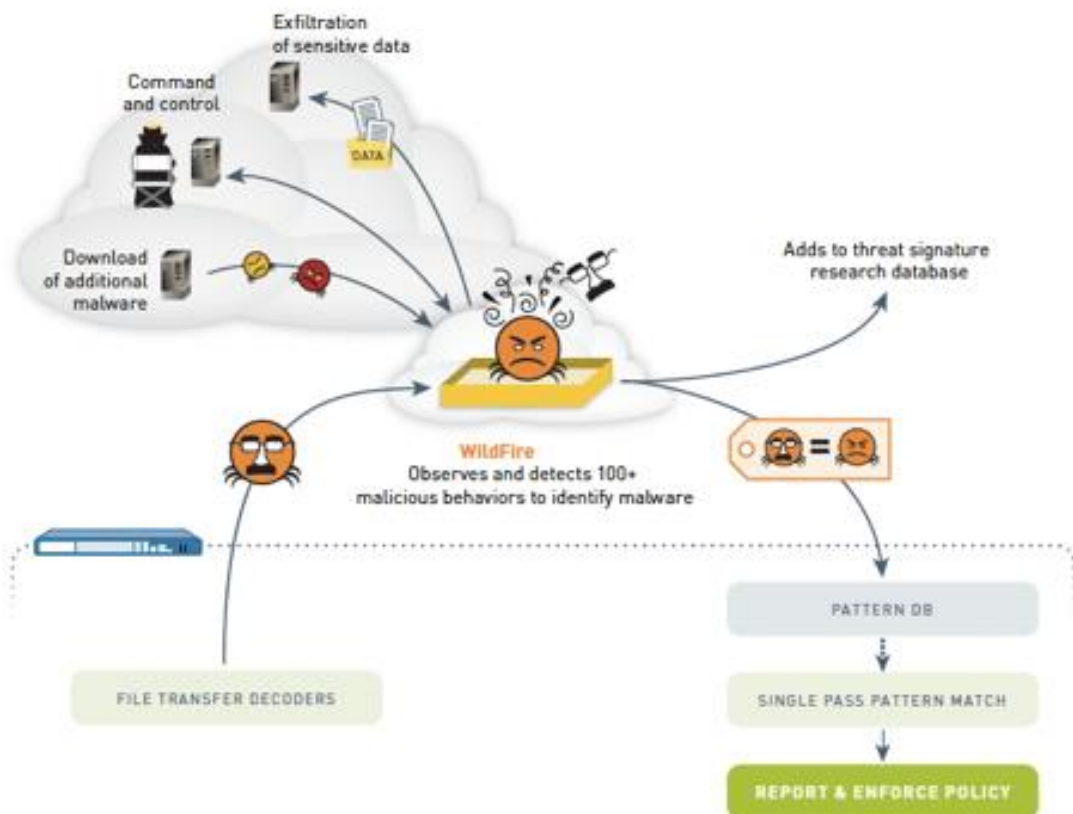 Exfiltration
of sensitive data
Command
and control
DATA
Download
of additional
malware
Adds to threat signature
research database
WildFire
Observes and detects 100+
malicious behaviors to identify malware
=
PATTERN DB
FILE TRANSFER DECODERS
SINGLE PASS PATTERN MATCH
REPORT & ENFORCE POLICY